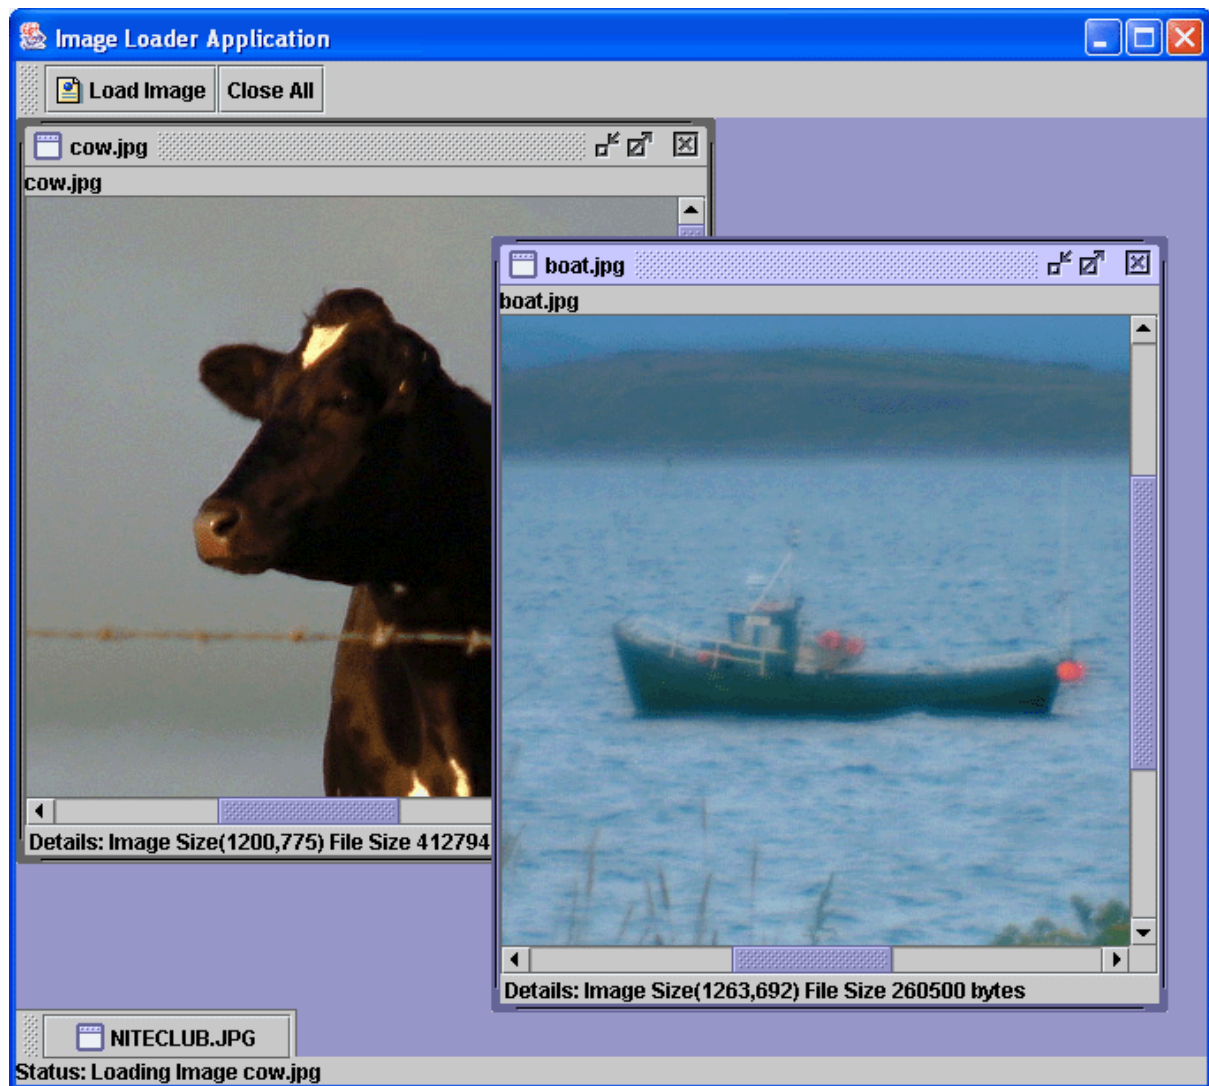 Image Loader Application
Load Image Close All
cow.jpg
cow.jpg
Details: Image Size(1200,775) File Size 412794
boat.jpg
boat.jpg
Details: Image Size(1263,692) File Size 260500 bytes
NITECLUB.JPG
Status: Loading Image cow.jpg